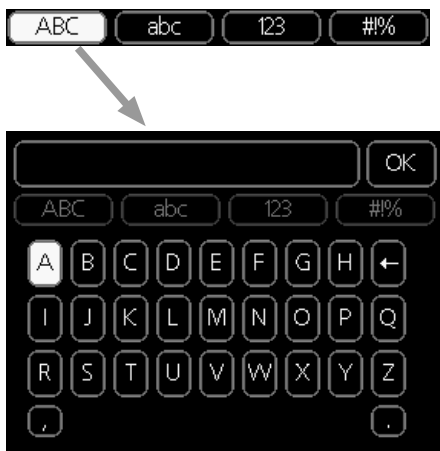 ABC abc 123 #!%
OK
ABC abc 123 #!%
A B C D E F G H ←
I J K L M N O P Q
R S T U V W X Y Z
, .